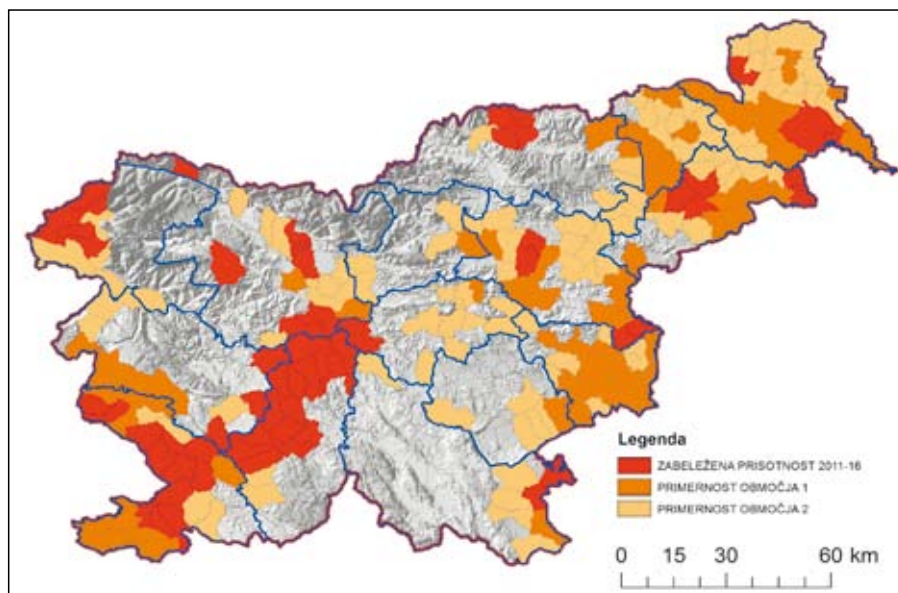 Legenda
ZABELEŽENA PRISOTNOST 2011-16
PRIMERNOST OBMOČJA 1
PRIMERNOST OBMOČJA 2
0 15 30 60 km